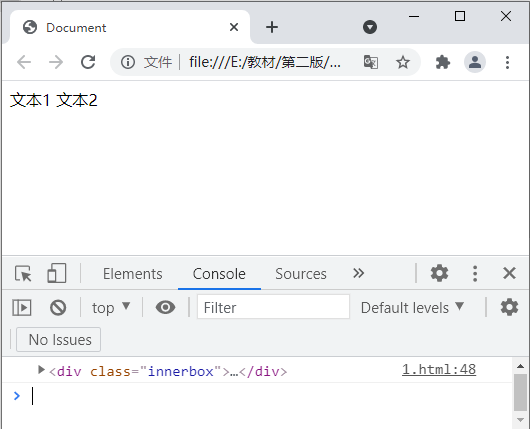 Document
文件 | file:///E:/教材/第二版/...
文本1 文本2
Elements Console Sources
top Filter Default levels
No Issues
<div class="innerbox">…</div> 1.html:48